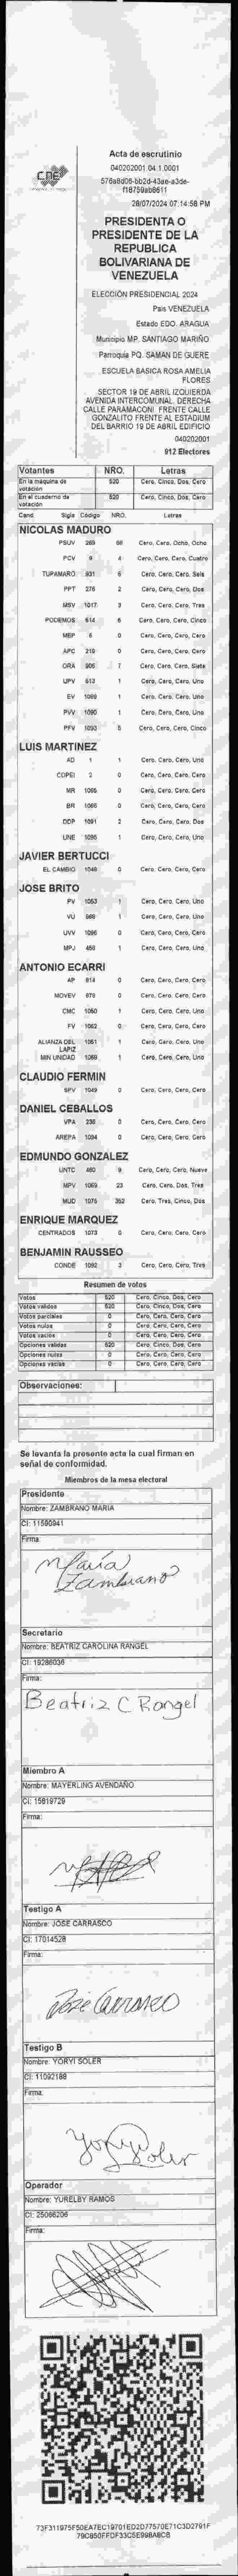 CNE
Acta de escrutinio
040202001.04.1.0001
28/07/2024 07:14:58 PM
PRESIDENTA O
PRESIDENTE DE LA
REPUBLICA
BOLIVARIANA DE
VENEZUELA
ELECCIÓN PRESIDENCIAL 2024
País VENEZUELA
Estado EDO. ARAGUA
Municipio MP. SANTIAGO MARIÑO
Parroquia PQ. SAMAN DE GUERE
ESCUELA BASICA ROSA AMELIA
FLORES
SECTOR 19 DE ABRIL IZQUIERDA
AVENIDA INTERCOMUNAL. DERECHA
CALLE PARAMACONI. FRENTE CALLE
GONZALITO FRENTE AL ESTADIUM
DEL BARRIO 19 DE ABRIL EDIFICIO
040202001
912 Electores
Votantes NRO. Letras
En la máquina de votación 520 Cero, Cinco, Dos, Cero
En el cuaderno de votación 520 Cero, Cinco, Dos, Cero
Cand. Sigla Código NRO. Letras
NICOLAS MADURO
PSUV 269 88 Cero, Cero, Ocho, Ocho
PCV 9 4 Cero, Cero, Cero, Cuatro
TUPAMARO 931 6 Cero, Cero, Cero, Seis
PPT 276 2 Cero, Cero, Cero, Dos
MSV 1017 3 Cero, Cero, Cero, Tres
PODEMOS 514 Cero, Cero, Cero, Cinco
MEP 6 0 Cero, Cero, Cero, Cero
APC 219 0 Cero, Cero, Cero, Cero
ORA 905 7 Cero, Cero, Cero, Siete
UPV 613 1 Cero, Cero, Cero, Uno
EV 1089 1 Cero, Cero, Cero, Uno
PVV 1090 1 Cero, Cero, Cero, Uno
PFV 1093 5 Cero, Cero, Cero, Cinco
LUIS MARTINEZ
AD 1 1 Cero, Cero, Cero, Uno
COPEI 2 0 Cero, Cero, Cero, Cero
MR 1005 0 Cero, Cero, Cero, Cero
BR 1066 0 Cero, Cero, Cero, Cero
DDP 1091 2 Cero, Cero, Cero, Dos
UNE 1095 1 Cero, Cero, Cero, Uno
JAVIER BERTUCCI
EL CAMBIO 1048 0 Cero, Cero, Cero, Cero
JOSE BRITO
PV 1053 1 Cero, Cero, Cero, Uno
VU 988 1 Cero, Cero, Cero, Uno
UVV 1096 0 Cero, Cero, Cero, Cero
MPJ 450 1 Cero, Cero, Cero, Uno
ANTONIO ECARRI
AP 914 0 Cero, Cero, Cero, Cero
MOVEV 979 0 Cero, Cero, Cero, Cero
CMC 1050 1 Cero, Cero, Cero, Uno
FV 1062 0 Cero, Cero, Cero, Cero
ALIANZA DEL LAPIZ 1061 1 Cero, Cero, Cero, Uno
MIN UNIDAD 1069 1 Cero, Cero, Cero, Uno
CLAUDIO FERMIN
SPV 1049 0 Cero, Cero, Cero, Cero
DANIEL CEBALLOS
VPA 230 0 Cero, Cero, Cero, Cero
AREPA 1094 0 Cero, Cero, Cero, Cero
EDMUNDO GONZALEZ
UNTC 460 9 Cero, Cero, Cero, Nueve
MPV 1069 23 Cero, Cero, Dos, Tres
MUD 1075 352 Cero, Tres, Cinco, Dos
ENRIQUE MARQUEZ
CENTRADOS 1073 0 Cero, Cero, Cero, Cero
BENJAMIN RAUSSEO
CONDE 1092 3 Cero, Cero, Cero, Tres
Resumen de votos
Votos 520 Cero, Cinco, Dos, Cero
Votos válidos 520 Cero, Cinco, Dos, Cero
Votos parciales 0 Cero, Cero, Cero, Cero
Votos nulos 0 Cero, Cero, Cero, Cero
Votos vacíos 0 Cero, Cero, Cero, Cero
Opciones válidas 520 Cero, Cinco, Dos, Cero
Opciones nulas 0 Cero, Cero, Cero, Cero
Opciones vacías 0 Cero, Cero, Cero, Cero
Observaciones:
Se levanta la presente acta la cual firman en
señal de conformidad.
Miembros de la mesa electoral
Presidente
Nombre: ZAMBRANO MARIA
CI: 11590941
Firma:
María
Zambrano
Secretario
Nombre: BEATRIZ CAROLINA RANGEL
CI: 19286036
Firma:
Beatriz C Rangel
Miembro A
Nombre: MAYERLING AVENDAÑO
CI: 15819729
Firma:
Testigo A
Nombre: JOSE CARRASCO
CI: 17014528
Firma:
Jose Carrasco
Testigo B
Nombre: YORYI SOLER
CI: 11092188
Firma:
Yoryi Soler
Operador
Nombre: YURELBY RAMOS
CI: 25066206
Firma: